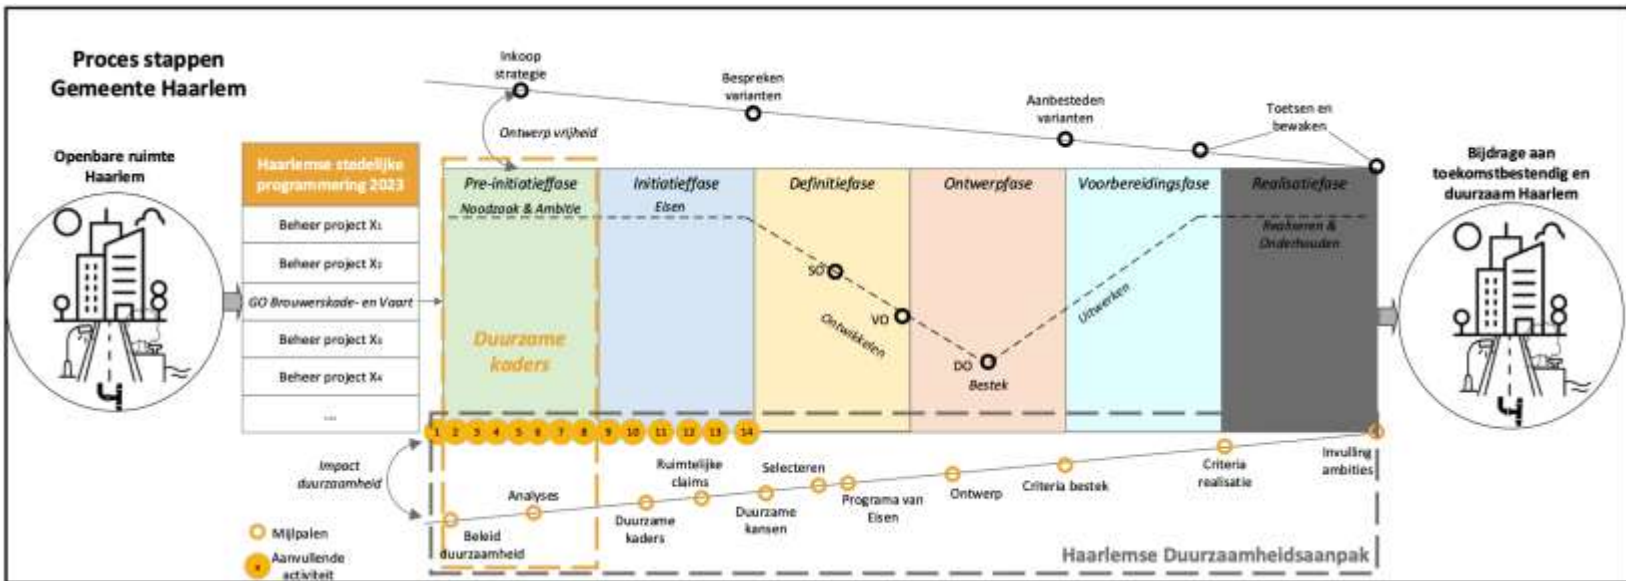 Proces stappen
Gemeente Haarlem
Openbare ruimte
Haarlem
Haarlemse stedelijke
programmering 2023
Beheer project X1
Beheer project X2
GO Brouwerskade- en Vaart
Beheer project X3
Beheer project X4
...
Inkoop
strategie
Bespreken
varianten
Aanbesteden
varianten
Toetsen en
bewaken
Ontwerp vrijheid
Pre-initiatieffase
Noodzaak & Ambitie
Initiatieffase
Eisen
Definitiefase
Ontwerpfase
Voorbereidingsfase
Realisatiefase
Realiseren &
Onderhouden
Duurzame
kaders
SO
VO
DO
Ontwikkelen
Bestek
Uitwerken
Bijdrage aan
toekomstbestendig en
duurzaam Haarlem
1 2 3 4 5 6 7 8 9 10 11 12 13 14
Impact
duurzaamheid
Beleid
duurzaamheid
Analyses
Duurzame
kaders
Ruimtelijke
claims
Duurzame
kansen
Selecteren
Programa van
Eisen
Ontwerp
Criteria bestek
Criteria
realisatie
Invulling
ambities
Mijlpalen
x
Aanvullende
activiteit
Haarlemse Duurzaamheidsaanpak